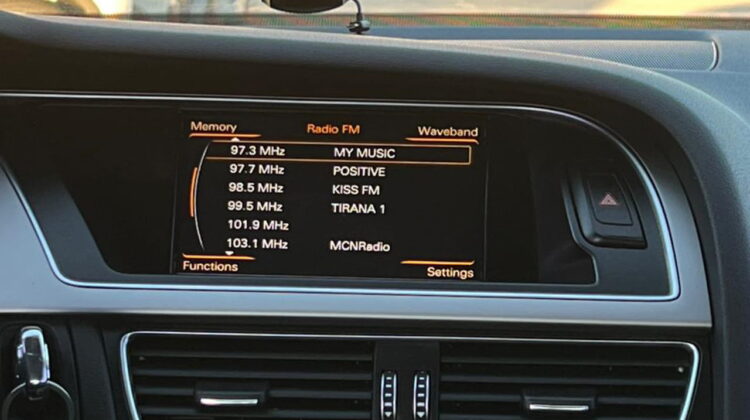 Memory Radio FM Waveband
97.3 MHz MY MUSIC
97.7 MHz POSITIVE
98.5 MHz KISS FM
99.5 MHz TIRANA 1
101.9 MHz
103.1 MHz MCNRadio
Functions Settings